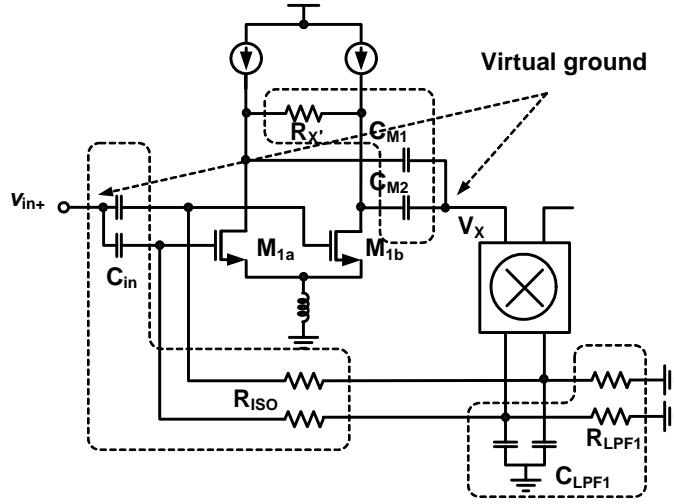 Virtual ground
R_X'
C_M1
C_M2
v_in+
V_X
M_1a
M_1b
C_in
R_ISO
R_LPF1
C_LPF1